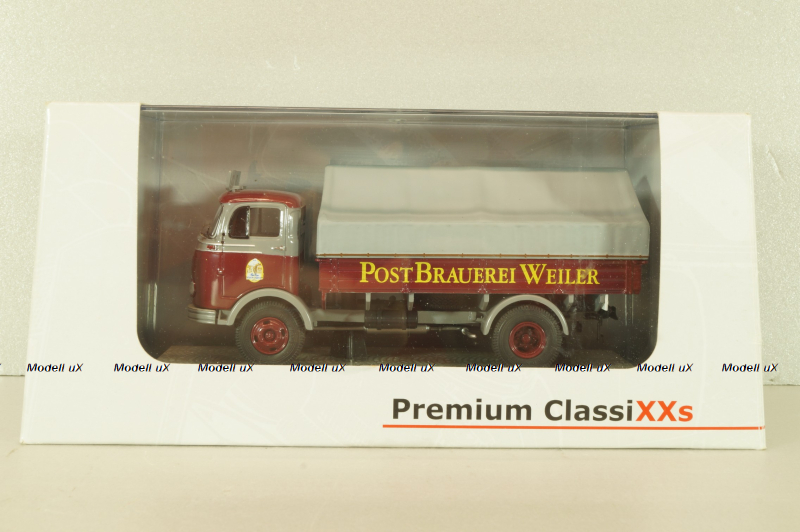 POST BRAUEREI WEILER
Modell uX Modell uX Modell uX Modell uX Modell uX Modell uX Modell uX Modell uX Modell uX
Premium ClassiXXs